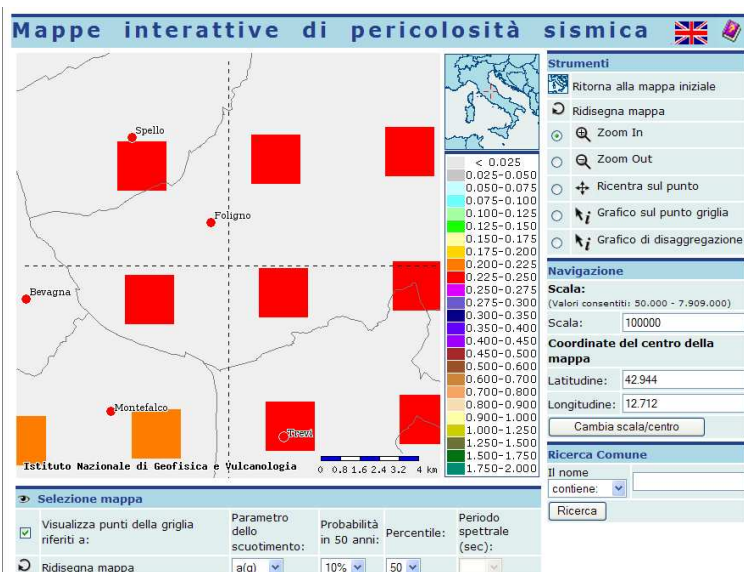 Mappe interattive di pericolosità sismica
Spello
Foligno
Bevagna
Montefalco
Trevi
Istituto Nazionale di Geofisica e Vulcanologia
0 0.8 1.6 2.4 3.2 4 km
< 0.025
0.025-0.050
0.050-0.075
0.075-0.100
0.100-0.125
0.125-0.150
0.150-0.175
0.175-0.200
0.200-0.225
0.225-0.250
0.250-0.275
0.275-0.300
0.300-0.350
0.350-0.400
0.400-0.450
0.450-0.500
0.500-0.600
0.600-0.700
0.700-0.800
0.800-0.900
0.900-1.000
1.000-1.250
1.250-1.500
1.500-1.750
1.750-2.000
Strumenti
Ritorna alla mappa iniziale
Ridisegna mappa
Zoom In
Zoom Out
Ricentra sul punto
Grafico sul punto griglia
Grafico di disaggregazione
Navigazione
Scala:
(Valori consentiti: 50.000 - 7.909.000)
Scala: 100000
Coordinate del centro della
mappa
Latitudine: 42.944
Longitudine: 12.712
Cambia scala/centro
Ricerca Comune
Il nome
contiene:
Ricerca
Selezione mappa
Visualizza punti della griglia
riferiti a:
Parametro
dello
scuotimento:
Probabilità
in 50 anni:
Percentile:
Periodo
spettrale
(sec):
Ridisegna mappa
a(g)
10%
50